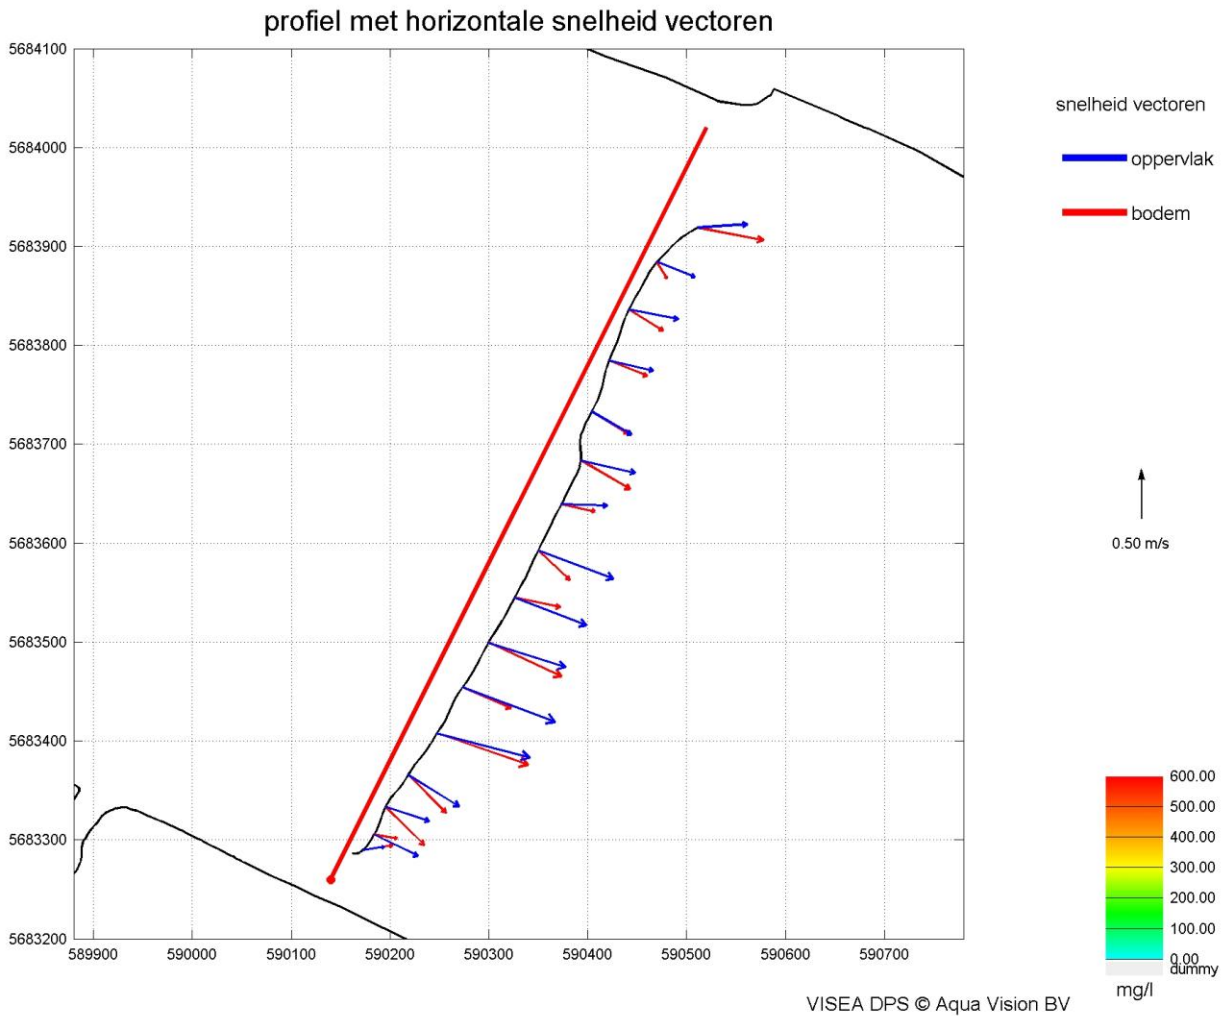 profiel met horizontale snelheid vectoren
5684100
5684000
5683900
5683800
5683700
5683600
5683500
5683400
5683300
5683200
589900 590000 590100 590200 590300 590400 590500 590600 590700
snelheid vectoren
oppervlak
bodem
0.50 m/s
600.00
500.00
400.00
300.00
200.00
100.00
0.00
dummy
mg/l
VISEA DPS © Aqua Vision BV